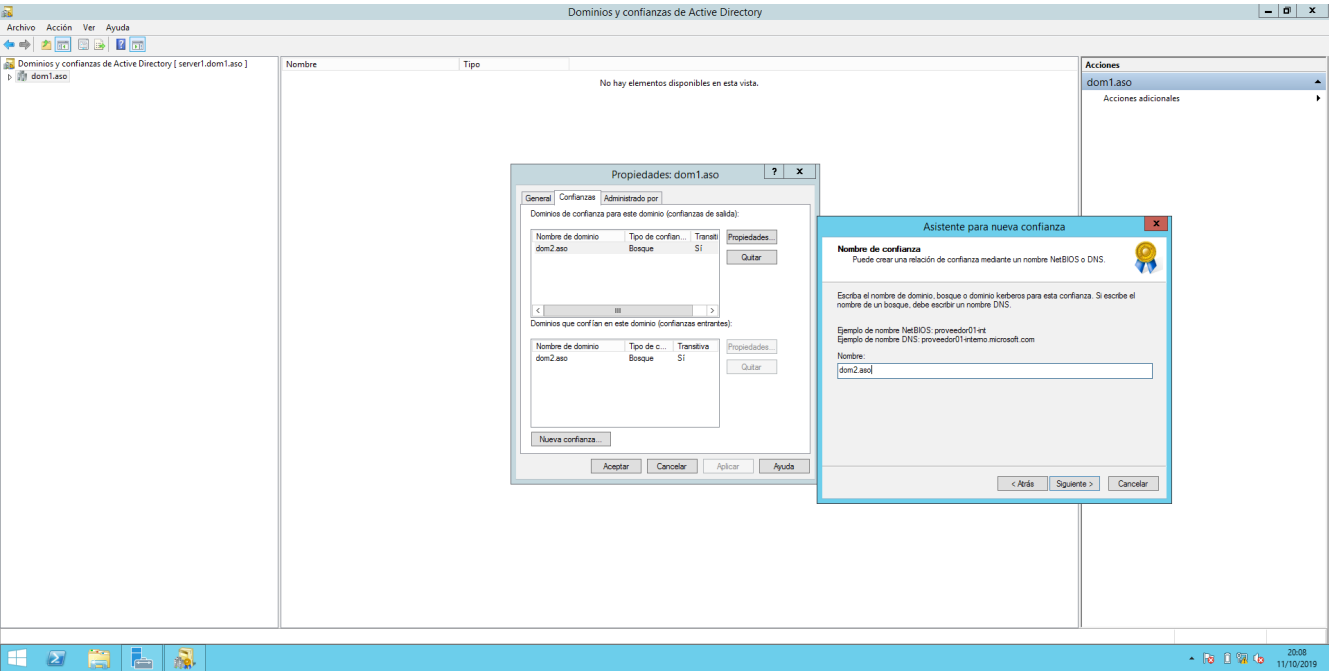 Dominios y confianzas de Active Directory
Archivo Acción Ver Ayuda
Dominios y confianzas de Active Directory [ server1.dom1.aso ]
dom1.aso
Nombre Tipo
No hay elementos disponibles en esta vista.
Acciones
dom1.aso
Acciones adicionales
Propiedades: dom1.aso
General Confianzas Administrado por
Dominios de confianza para este dominio (confianzas de salida):
Nombre de dominio Tipo de confian... Transiti
dom2.aso Bosque Sí
Propiedades...
Quitar
Dominios que confían en este dominio (confianzas entrantes):
Nombre de dominio Tipo de c... Transitiva
dom2.aso Bosque Sí
Propiedades...
Quitar
Nueva confianza...
Aceptar Cancelar Aplicar Ayuda
Asistente para nueva confianza
Nombre de confianza
Puede crear una relación de confianza mediante un nombre NetBIOS o DNS.
Escriba el nombre de dominio, bosque o dominio kerberos para esta confianza. Si escribe el
nombre de un bosque, debe escribir un nombre DNS.
Ejemplo de nombre NetBIOS: proveedor01-int
Ejemplo de nombre DNS: proveedor01-interno.microsoft.com
Nombre:
dom2.aso
< Atrás Siguiente > Cancelar
20:08
11/10/2019